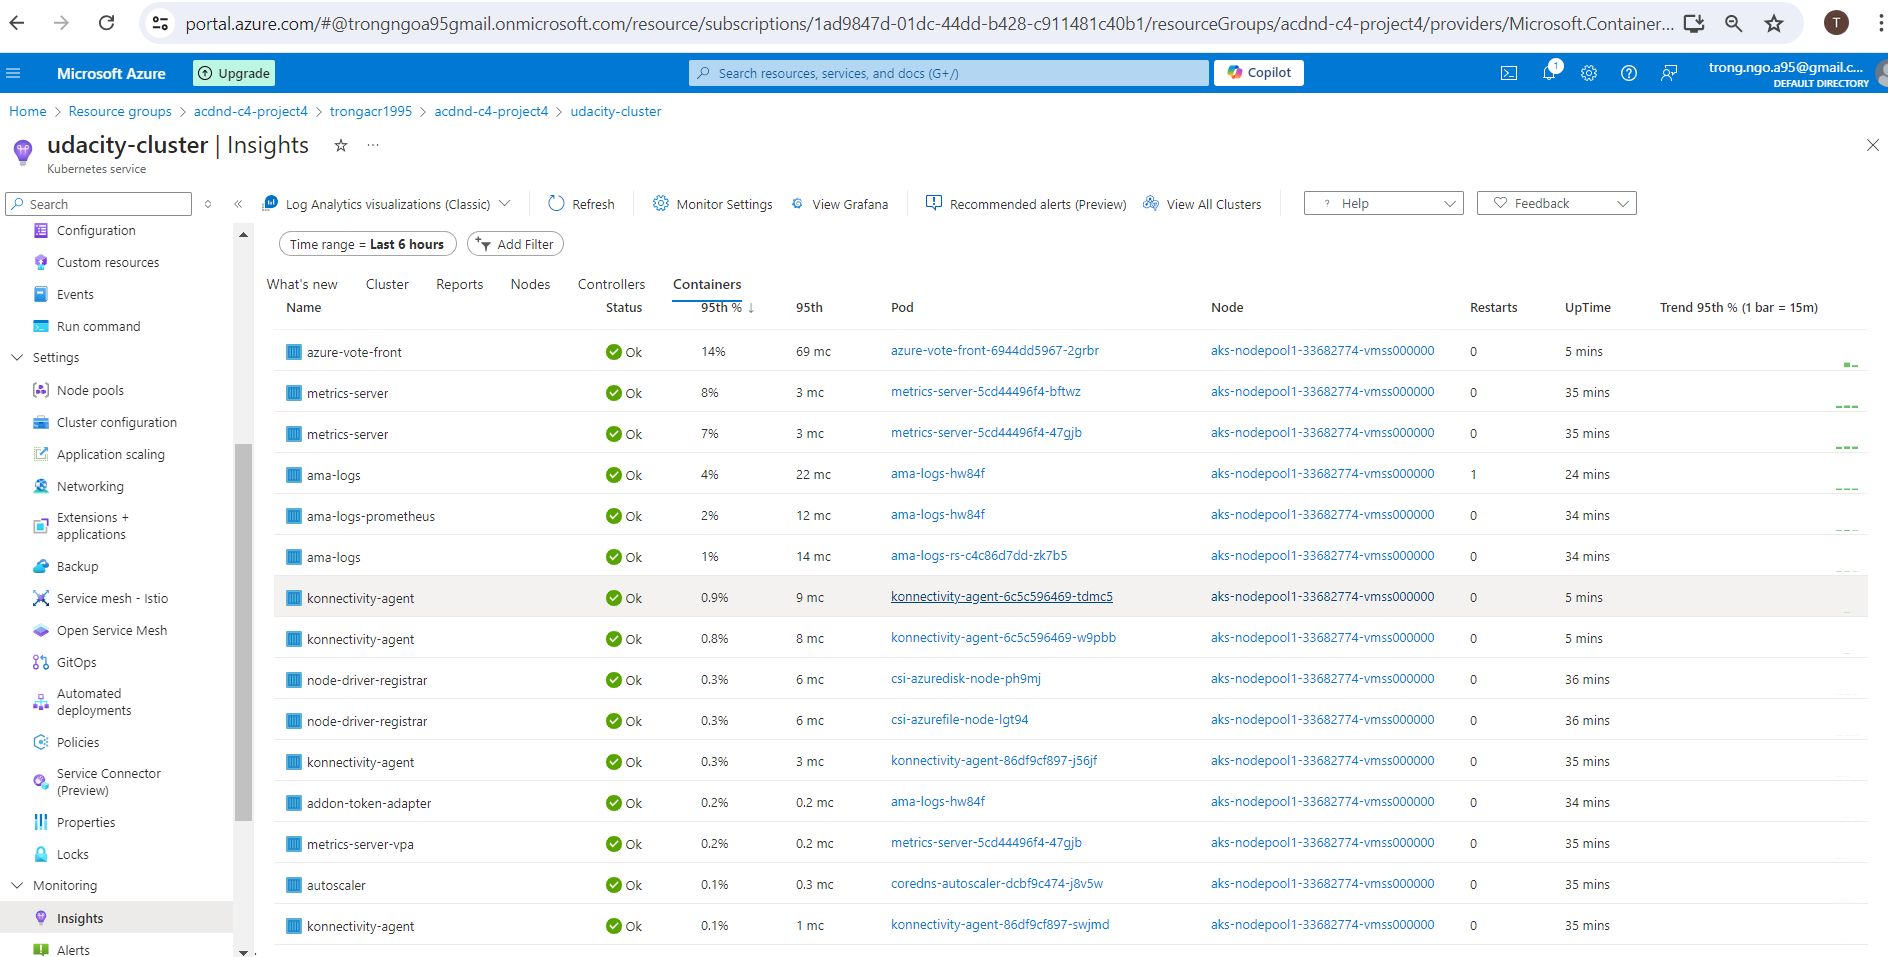 portal.azure.com/#@trongngoa95gmail.onmicrosoft.com/resource/subscriptions/1ad9847d-01dc-44dd-b428-c911481c40b1/resourceGroups/acdnd-c4-project4/providers/Microsoft.Container...
T
Microsoft Azure
Upgrade
Search resources, services, and docs (G+/)
Copilot
1
trong.ngo.a95@gmail.c...
DEFAULT DIRECTORY
Home > Resource groups > acdnd-c4-project4 > trongacr1995 > acdnd-c4-project4 > udacity-cluster
udacity-cluster | Insights
Kubernetes service
Search
Log Analytics visualizations (Classic)
Refresh
Monitor Settings
View Grafana
Recommended alerts (Preview)
View All Clusters
? Help
Feedback
Configuration
Custom resources
Events
Run command
Settings
Node pools
Cluster configuration
Application scaling
Networking
Extensions +
applications
Backup
Service mesh - Istio
Open Service Mesh
GitOps
Automated
deployments
Policies
Service Connector
(Preview)
Properties
Locks
Monitoring
Insights
Alerts
Time range = Last 6 hours
Add Filter
What's new Cluster Reports Nodes Controllers Containers
Name Status 95th % ↓ 95th Pod Node Restarts UpTime Trend 95th % (1 bar = 15m)
azure-vote-front Ok 14% 69 mc azure-vote-front-6944dd5967-2grbr aks-nodepool1-33682774-vmss000000 0 5 mins
metrics-server Ok 8% 3 mc metrics-server-5cd44496f4-bftwz aks-nodepool1-33682774-vmss000000 0 35 mins
metrics-server Ok 7% 3 mc metrics-server-5cd44496f4-47gjb aks-nodepool1-33682774-vmss000000 0 35 mins
ama-logs Ok 4% 22 mc ama-logs-hw84f aks-nodepool1-33682774-vmss000000 1 24 mins
ama-logs-prometheus Ok 2% 12 mc ama-logs-hw84f aks-nodepool1-33682774-vmss000000 0 34 mins
ama-logs Ok 1% 14 mc ama-logs-rs-c4c86d7dd-zk7b5 aks-nodepool1-33682774-vmss000000 0 34 mins
konnectivity-agent Ok 0.9% 9 mc konnectivity-agent-6c5c596469-tdmc5 aks-nodepool1-33682774-vmss000000 0 5 mins
konnectivity-agent Ok 0.8% 8 mc konnectivity-agent-6c5c596469-w9pbb aks-nodepool1-33682774-vmss000000 0 5 mins
node-driver-registrar Ok 0.3% 6 mc csi-azuredisk-node-ph9mj aks-nodepool1-33682774-vmss000000 0 36 mins
node-driver-registrar Ok 0.3% 6 mc csi-azurefile-node-lgt94 aks-nodepool1-33682774-vmss000000 0 36 mins
konnectivity-agent Ok 0.3% 3 mc konnectivity-agent-86df9cf897-j56jf aks-nodepool1-33682774-vmss000000 0 35 mins
addon-token-adapter Ok 0.2% 0.2 mc ama-logs-hw84f aks-nodepool1-33682774-vmss000000 0 34 mins
metrics-server-vpa Ok 0.2% 0.2 mc metrics-server-5cd44496f4-47gjb aks-nodepool1-33682774-vmss000000 0 35 mins
autoscaler Ok 0.1% 0.3 mc coredns-autoscaler-dcbf9c474-j8v5w aks-nodepool1-33682774-vmss000000 0 35 mins
konnectivity-agent Ok 0.1% 1 mc konnectivity-agent-86df9cf897-swjmd aks-nodepool1-33682774-vmss000000 0 35 mins